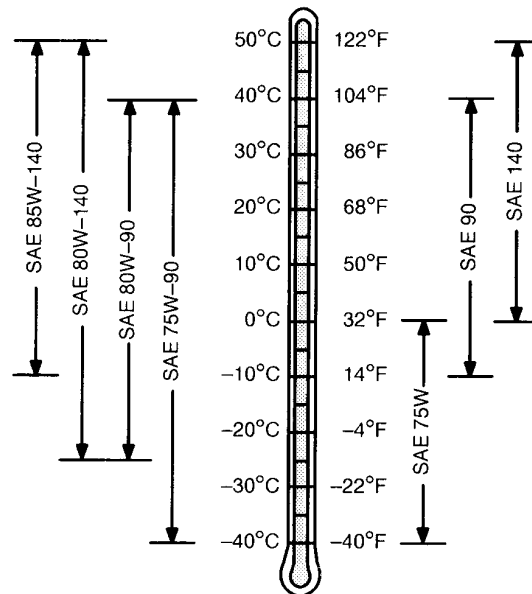 SAE 85W–140
SAE 80W–140
SAE 80W–90
SAE 75W–90
50°C 122°F
40°C 104°F
30°C 86°F
20°C 68°F
10°C 50°F
0°C 32°F
–10°C 14°F
–20°C –4°F
–30°C –22°F
–40°C –40°F
SAE 75W
SAE 90
SAE 140